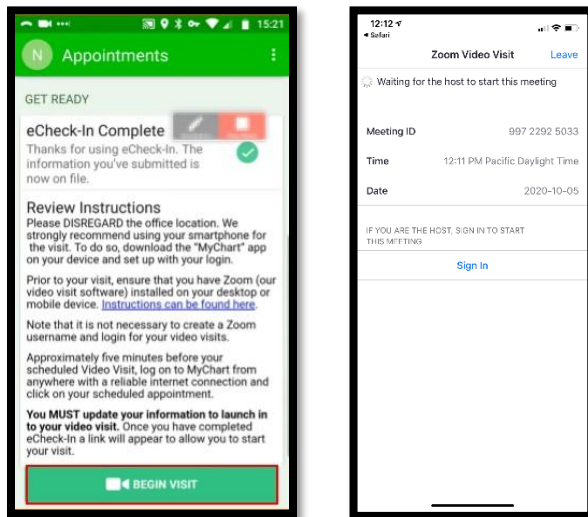 15:21
N Appointments
GET READY
eCheck-In Complete
Thanks for using eCheck-In. The
information you've submitted is
now on file.
Review Instructions
Please DISREGARD the office location. We
strongly recommend using your smartphone for
the visit. To do so, download the "MyChart" app
on your device and set up with your login.
Prior to your visit, ensure that you have Zoom (our
video visit software) installed on your desktop or
mobile device. Instructions can be found here.
Note that it is not necessary to create a Zoom
username and login for your video visits.
Approximately five minutes before your
scheduled Video Visit, log on to MyChart from
anywhere with a reliable internet connection and
click on your scheduled appointment.
You MUST update your information to launch in
to your video visit. Once you have completed
eCheck-In a link will appear to allow you to start
your visit.
BEGIN VISIT
12:12
Safari
Zoom Video Visit Leave
Waiting for the host to start this meeting
Meeting ID 997 2292 5033
Time 12:11 PM Pacific Daylight Time
Date 2020-10-05
IF YOU ARE THE HOST, SIGN IN TO START
THIS MEETING
Sign In